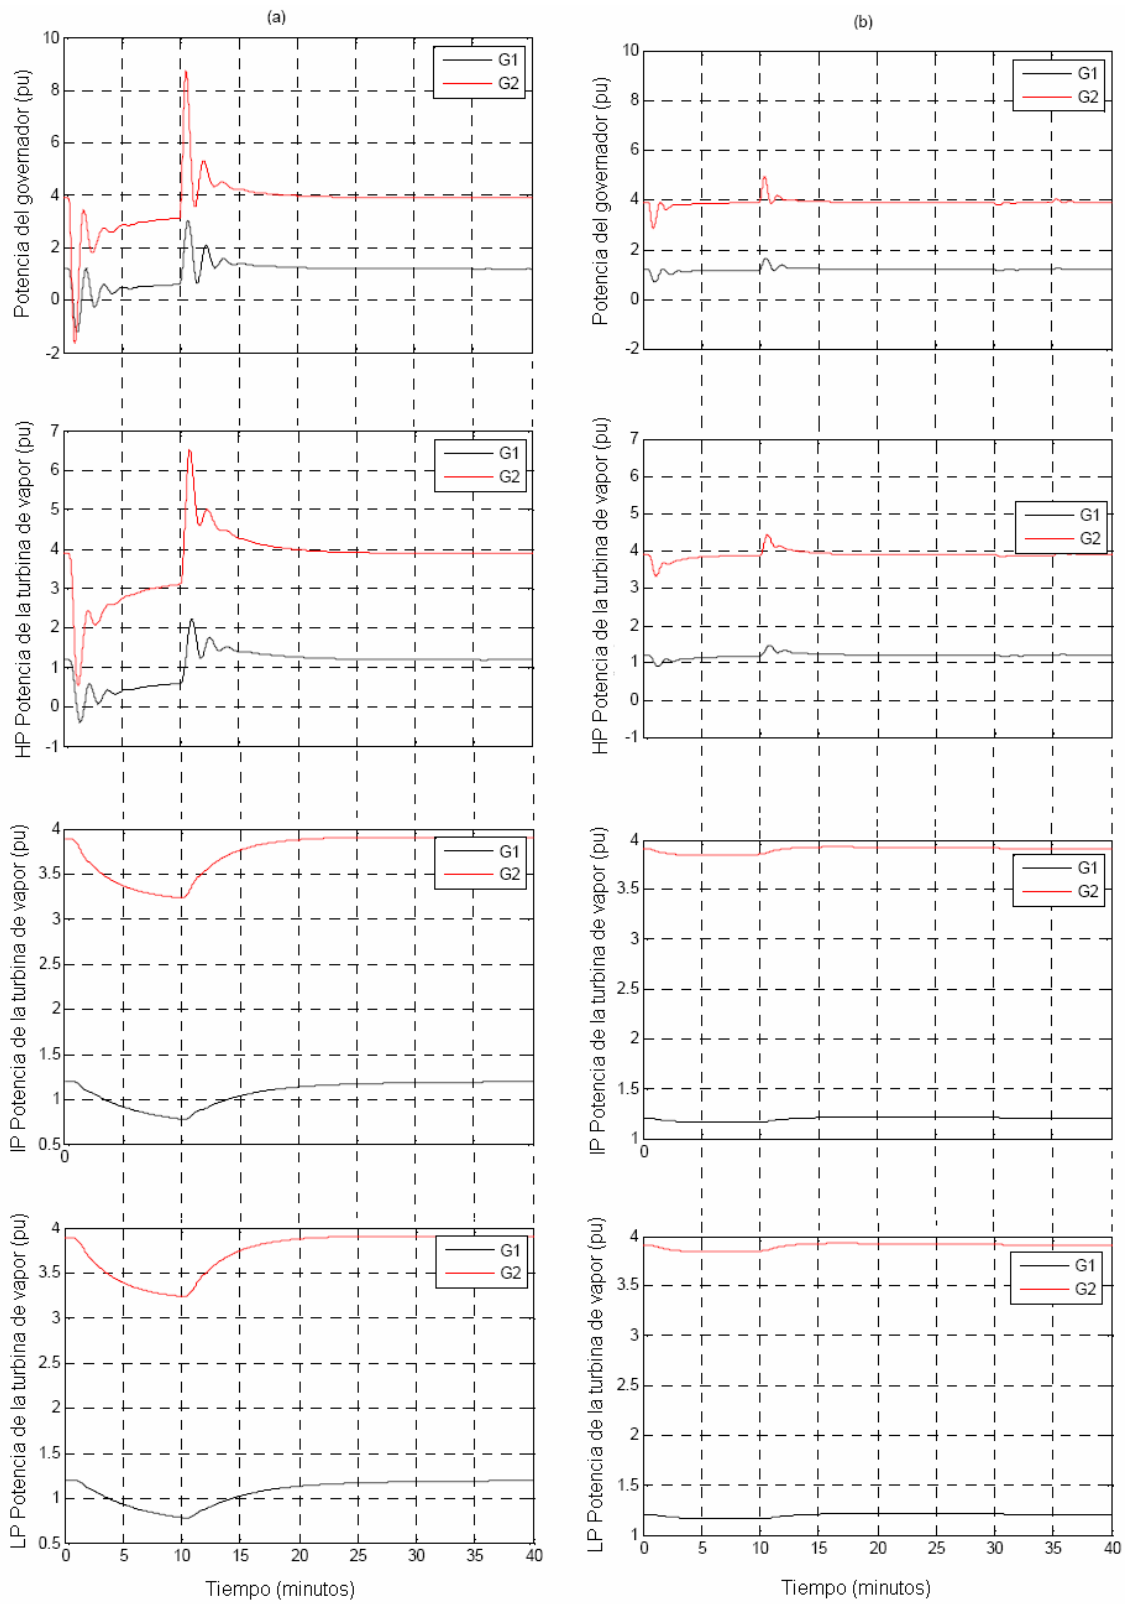 (a)
Potencia del governador (pu)
10
8
6
4
2
0
-2
G1
G2
HP Potencia de la turbina de vapor (pu)
7
6
5
4
3
2
1
0
-1
G1
G2
IP Potencia de la turbina de vapor (pu)
4
3.5
3
2.5
2
1.5
1
0.5
0
G1
G2
LP Potencia de la turbina de vapor (pu)
4
3.5
3
2.5
2
1.5
1
0.5
G1
G2
0 5 10 15 20 25 30 35 40
Tiempo (minutos)
(b)
Potencia del governador (pu)
10
8
6
4
2
0
-2
G1
G2
HP Potencia de la turbina de vapor (pu)
7
6
5
4
3
2
1
0
-1
G1
G2
IP Potencia de la turbina de vapor (pu)
4
3.5
3
2.5
2
1.5
1
0
G1
G2
LP Potencia de la turbina de vapor (pu)
4
3.5
3
2.5
2
1.5
1
G1
G2
0 5 10 15 20 25 30 35 40
Tiempo (minutos)